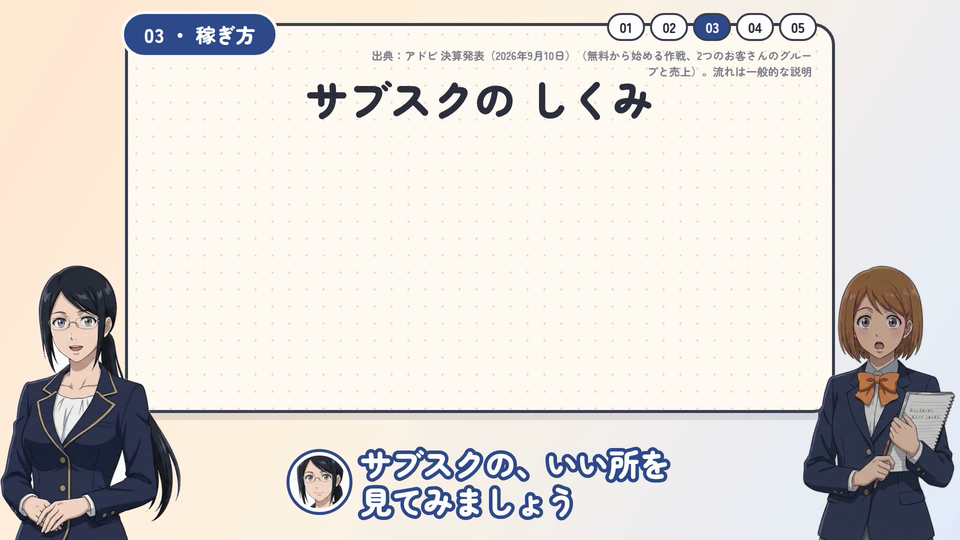 03 ・ 稼ぎ方
01 02 03 04 05
出典：アドビ 決算発表（2026年9月10日）（無料から始める作戦、2つのお客さんのグルー
プと売上）。流れは一般的な説明
サブスクの しくみ
サブスクの、いい所を
見てみましょう